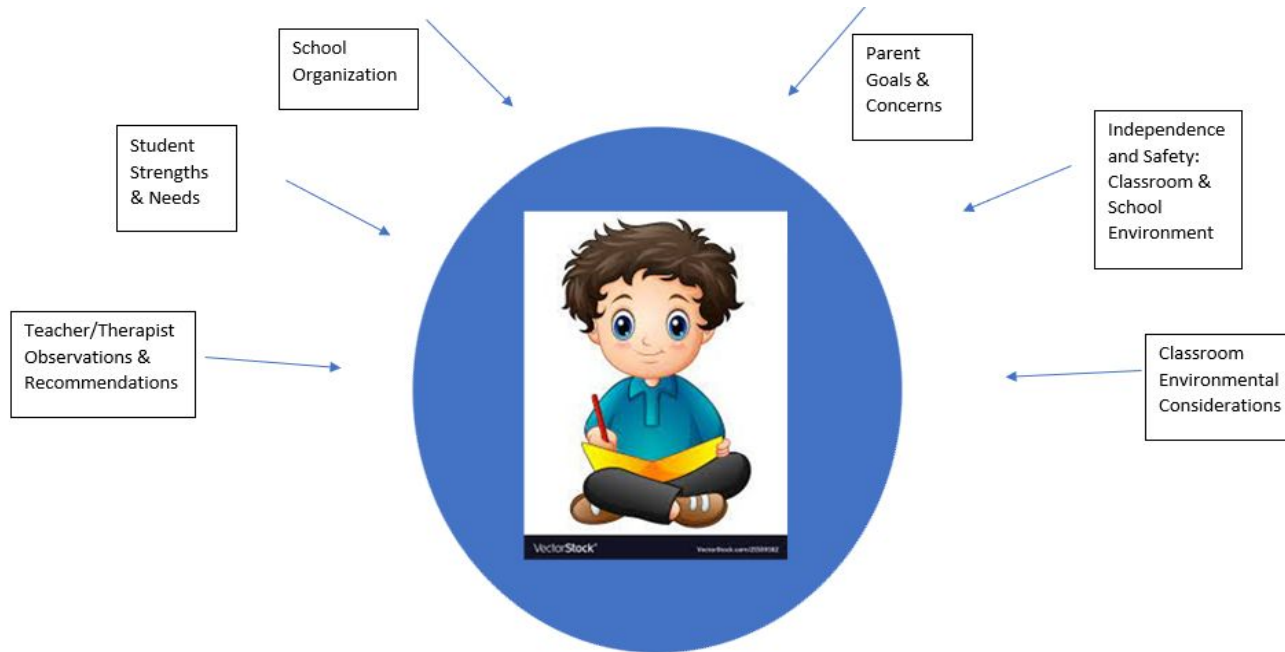 School
Organization
Parent
Goals &
Concerns
Student
Strengths
& Needs
Independence
and Safety:
Classroom &
School
Environment
Teacher/Therapist
Observations &
Recommendations
Classroom
Environmental
Considerations
VectorStock®